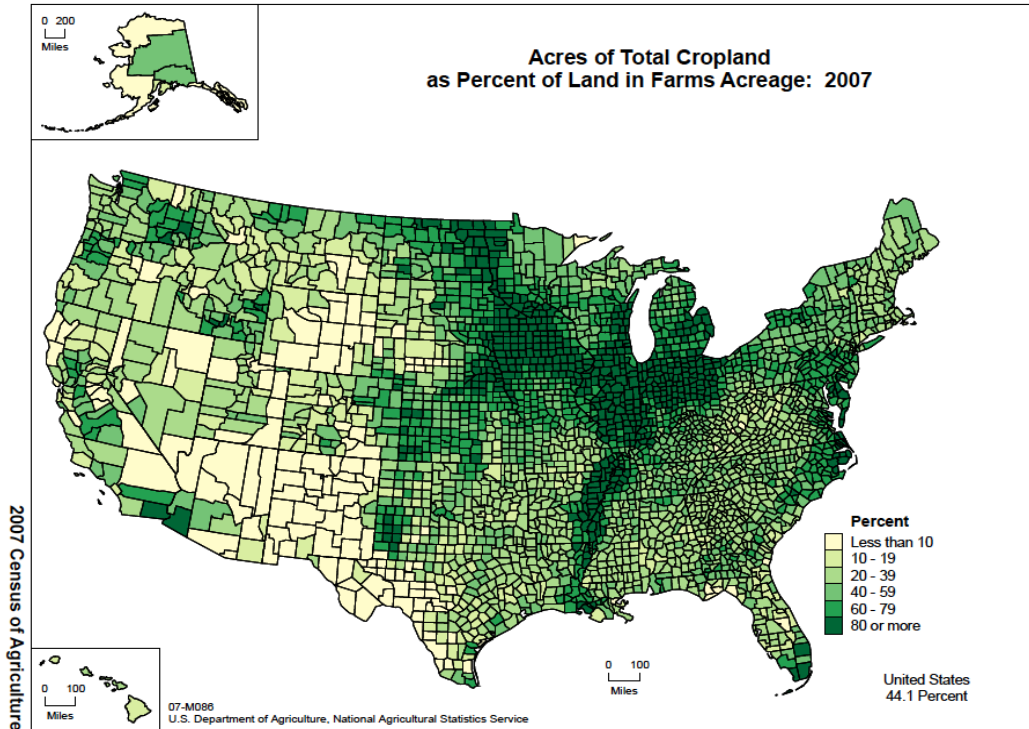 0 200
Miles
Acres of Total Cropland
as Percent of Land in Farms Acreage: 2007
2007 Census of Agriculture
Percent
Less than 10
10 - 19
20 - 39
40 - 59
60 - 79
80 or more
0 100
Miles
United States
44.1 Percent
0 100
Miles
07-M086
U.S. Department of Agriculture, National Agricultural Statistics Service